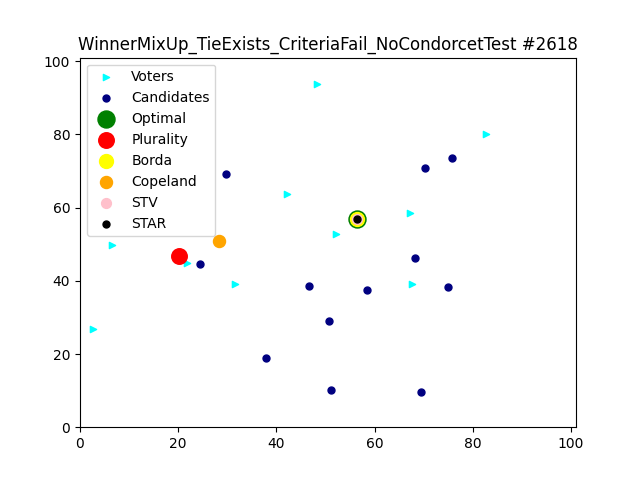 WinnerMixUp_TieExists_CriteriaFail_NoCondorcetTest #2618
100
80
60
40
20
0
Voters
Candidates
Optimal
Plurality
Borda
Copeland
STV
STAR
0 20 40 60 80 100